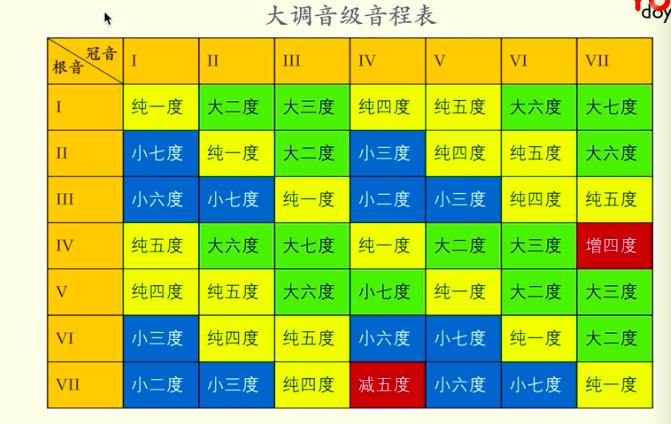 大调音级音程表
doy
冠音 I II III IV V VI VII
根音
I 纯一度 大二度 大三度 纯四度 纯五度 大六度 大七度
II 小七度 纯一度 大二度 小三度 纯四度 纯五度 大六度
III 小六度 小七度 纯一度 小二度 小三度 纯四度 纯五度
IV 纯五度 大六度 大七度 纯一度 大二度 大三度 增四度
V 纯四度 纯五度 大六度 小七度 纯一度 大二度 大三度
VI 小三度 纯四度 纯五度 小六度 小七度 纯一度 大二度
VII 小二度 小三度 纯四度 减五度 小六度 小七度 纯一度